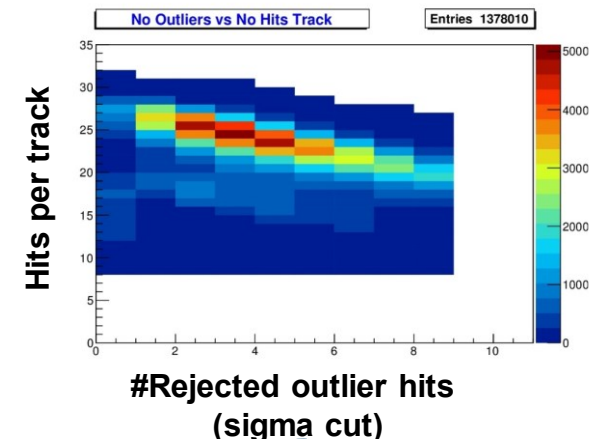 No Outliers vs No Hits Track
Entries 1378010
Hits per track
35
30
25
20
15
10
5
0
0 2 4 6 8 10
5000
4000
3000
2000
1000
0
#Rejected outlier hits
(sigma cut)